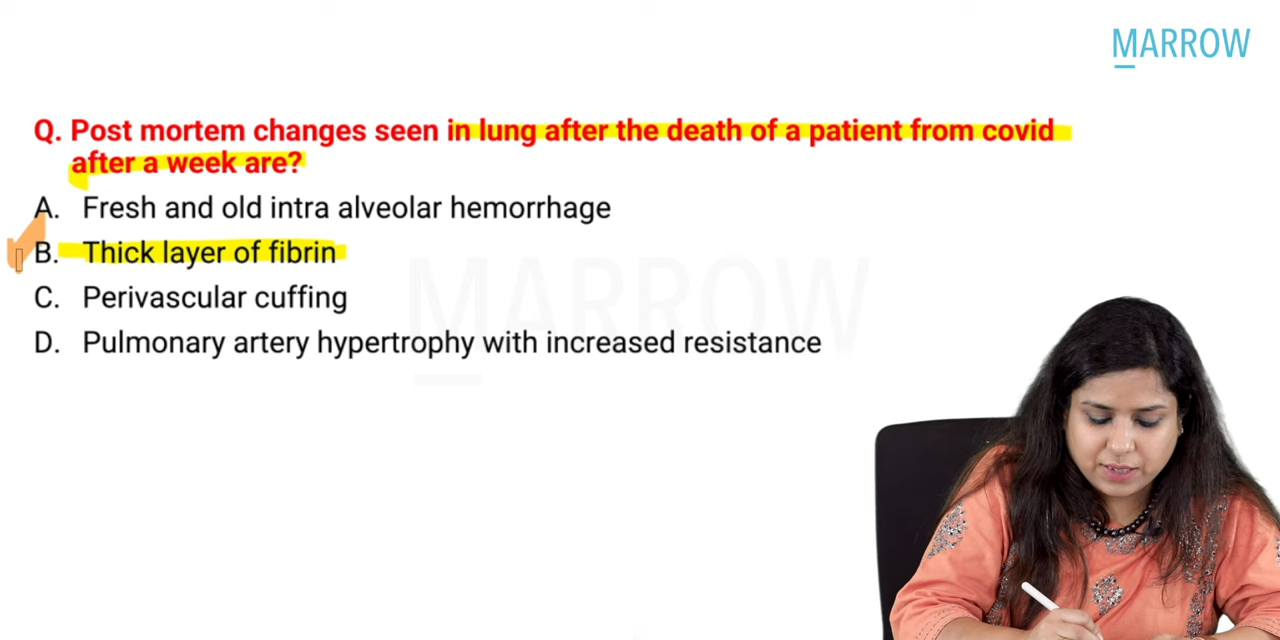 MARROW
Q. Post mortem changes seen in lung after the death of a patient from covid
after a week are?
A. Fresh and old intra alveolar hemorrhage
B. Thick layer of fibrin
C. Perivascular cuffing
D. Pulmonary artery hypertrophy with increased resistance
MARROW